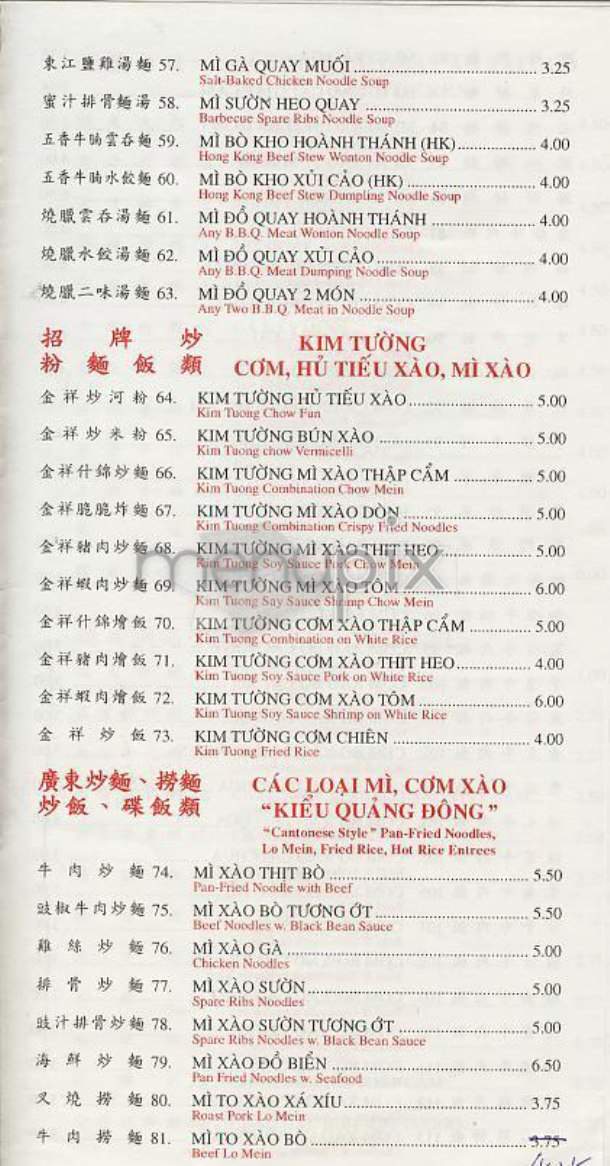 東江鹽雞湯麵 57. MÌ GÀ QUAY MUỐI 3.25
Salt-Baked Chicken Noodle Soup
蜜汁排骨麵湯 58. MÌ SƯỜN HEO QUAY 3.25
Barbecue Spare Ribs Noodle Soup
五香牛腩雲吞麵 59. MÌ BÒ KHO HOÀNH THÁNH (HK) 4.00
Hong Kong Beef Stew Wonton Noodle Soup
五香牛腩水餃麵 60. MÌ BÒ KHO XỦI CẢO (HK) 4.00
Hong Kong Beef Stew Dumpling Noodle Soup
燒臘雲吞湯麵 61. MÌ ĐỒ QUAY HOÀNH THÁNH 4.00
Any B.B.Q. Meat Wonton Noodle Soup
燒臘水餃湯麵 62. MÌ ĐỒ QUAY XỦI CẢO 4.00
Any B.B.Q. Meat Dumping Noodle Soup
燒臘二味湯麵 63. MÌ ĐỒ QUAY 2 MÓN 4.00
Any Two B.B.Q. Meat in Noodle Soup
招牌炒 KIM TƯỜNG
粉麵飯類 CƠM, HỦ TIẾU XÀO, MÌ XÀO
金祥炒河粉 64. KIM TƯỜNG HỦ TIẾU XÀO 5.00
Kim Tuong Chow Fun
金祥炒米粉 65. KIM TƯỜNG BÚN XÀO 5.00
Kim Tuong chow Vermicelli
金祥什錦炒麵 66. KIM TƯỜNG MÌ XÀO THẬP CẨM 5.00
Kim Tuong Combination Chow Mein
金祥脆脆炸麵 67. KIM TƯỜNG MÌ XÀO DÒN 5.00
Kim Tuong Combination Crispy Fried Noodles
金祥豬肉炒麵 68. KIM TƯỜNG MÌ XÀO THỊT HEO 5.00
Kim Tuong Soy Sauce Pork Chow Mein
menupix
金祥蝦肉炒麵 69. KIM TƯỜNG MÌ XÀO TÔM 6.00
Kim Tuong Say Sauce Shrimp Chow Mein
金祥什錦燴飯 70. KIM TƯỜNG CƠM XÀO THẬP CẨM 5.00
Kim Tuong Combination on White Rice
金祥豬肉燴飯 71. KIM TƯỜNG CƠM XÀO THIT HEO 4.00
Kim Tuong Soy Sauce Pork on White Rice
金祥蝦肉燴飯 72. KIM TƯỜNG CƠM XÀO TÔM 6.00
Kim Tuong Soy Sauce Shrimp on White Rice
金祥炒飯 73. KIM TƯỜNG CƠM CHIÊN 4.00
Kim Tuong Fried Rice
廣東炒麵、撈麵 CÁC LOẠI MÌ, CƠM XÀO
炒飯、碟飯類 “KIỂU QUẢNG ĐÔNG”
“Cantonese Style” Pan-Fried Noodles,
Lo Mein, Fried Rice, Hot Rice Entrees
牛肉炒麵 74. MÌ XÀO THỊT BÒ 5.50
Pan-Fried Noodle with Beef
豉椒牛肉炒麵 75. MÌ XÀO BÒ TƯƠNG ỚT 5.50
Beef Noodles w. Black Bean Sauce
雞絲炒麵 76. MÌ XÀO GÀ 5.00
Chicken Noodles
排骨炒麵 77. MÌ XÀO SƯỜN 5.00
Spare Ribs Noodles
豉汁排骨炒麵 78. MÌ XÀO SƯỜN TƯƠNG ỚT 5.00
Spare Ribs Noodles w. Black Bean Sauce
海鮮炒麵 79. MÌ XÀO ĐỒ BIỂN 6.50
Pan Fried Noodles w. Seafood
叉燒撈麵 80. MÌ TO XÀO XÁ XÍU 3.75
Roast Pork Lo Mein
牛肉撈麵 81. MÌ TO XÀO BÒ 3.75
Beef Lo Mein